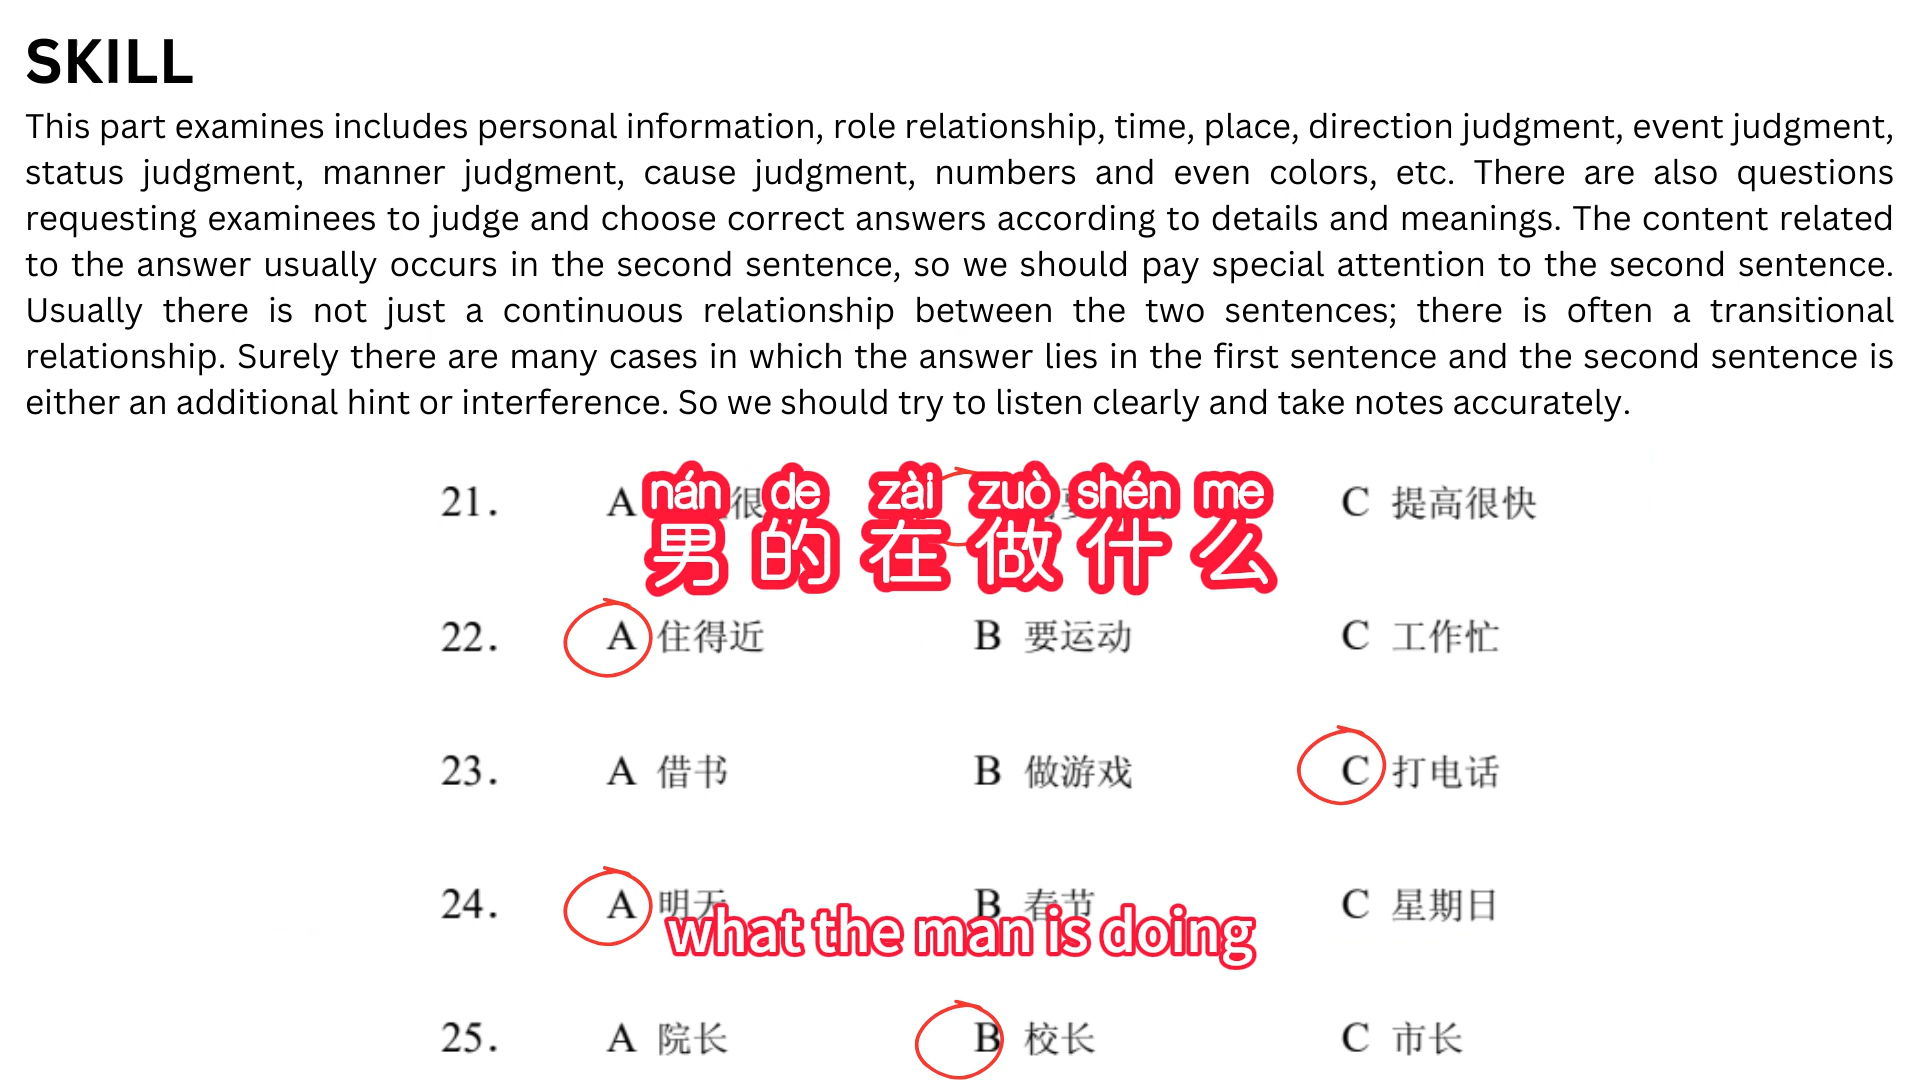 SKILL
This part examines includes personal information, role relationship, time, place, direction judgment, event judgment,
status judgment, manner judgment, cause judgment, numbers and even colors, etc. There are also questions
requesting examinees to judge and choose correct answers according to details and meanings. The content related
to the answer usually occurs in the second sentence, so we should pay special attention to the second sentence.
Usually there is not just a continuous relationship between the two sentences; there is often a transitional
relationship. Surely there are many cases in which the answer lies in the first sentence and the second sentence is
either an additional hint or interference. So we should try to listen clearly and take notes accurately.
nán de zài zuò shén me
21. A 很 C 提高很快
男的在做什么
22. A 住得近 B 要运动 C 工作忙
23. A 借书 B 做游戏 C 打电话
24. A 明天 B 春节 C 星期日
what the man is doing
25. A 院长 B 校长 C 市长